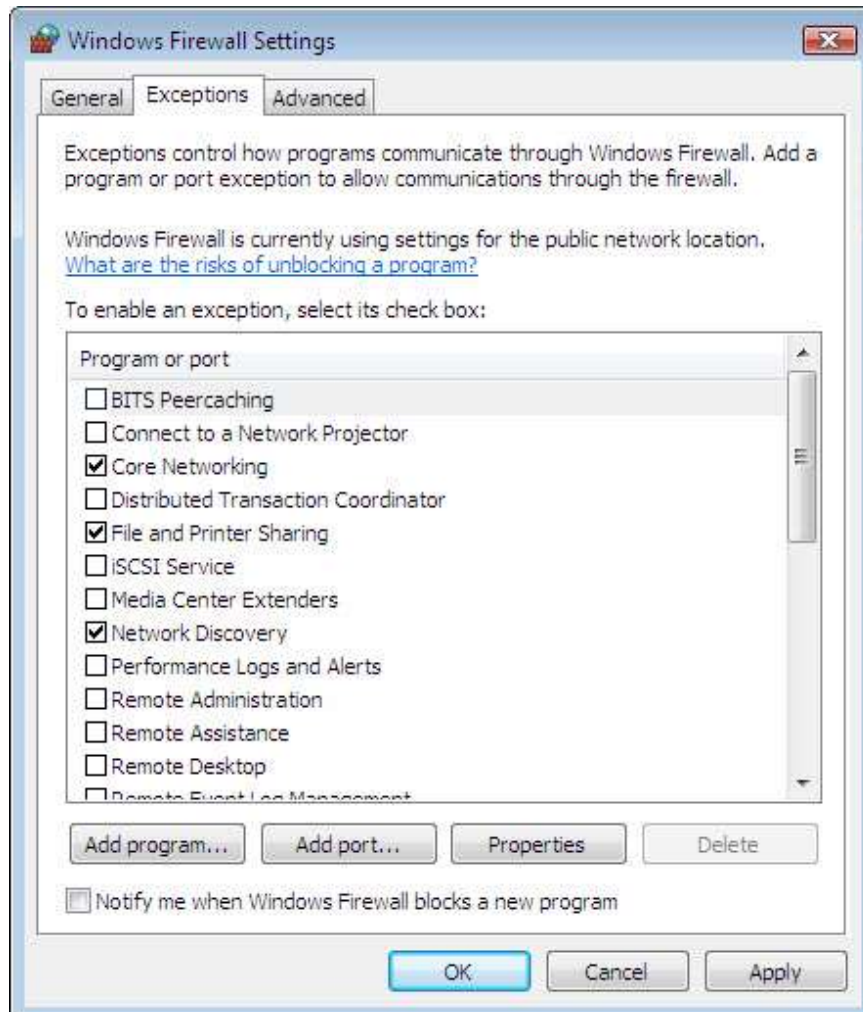 Windows Firewall Settings
General
Exceptions
Advanced
Exceptions control how programs communicate through Windows Firewall. Add a
program or port exception to allow communications through the firewall.
Windows Firewall is currently using settings for the public network location.
What are the risks of unblocking a program?
To enable an exception, select its check box:
Program or port
BITS Peercaching
Connect to a Network Projector
Core Networking
Distributed Transaction Coordinator
File and Printer Sharing
iSCSI Service
Media Center Extenders
Network Discovery
Performance Logs and Alerts
Remote Administration
Remote Assistance
Remote Desktop
Remote Event Log Management
Add program...
Add port...
Properties
Delete
Notify me when Windows Firewall blocks a new program
OK
Cancel
Apply